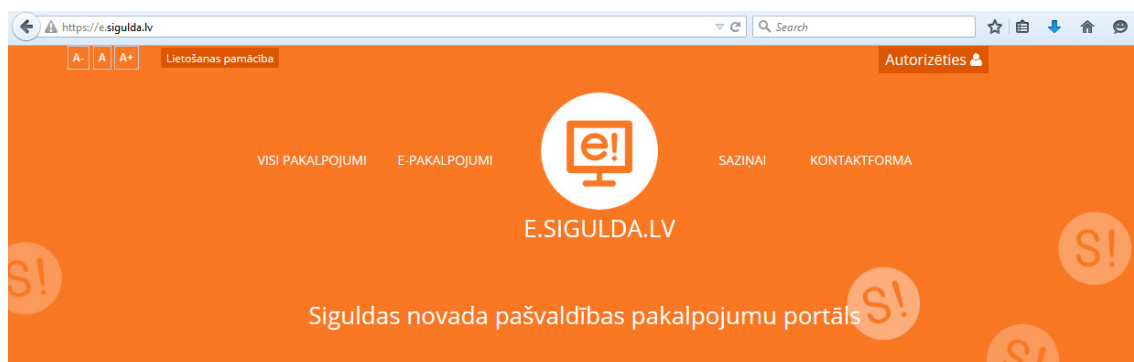 https://e.sigulda.lv Search
A- A A+ Lietošanas pamācība Autorizēties
e!
VISI PAKALPOJUMI E-PAKALPOJUMI SAZIŅAI KONTAKTFORMA
E.SIGULDA.LV
S!
S!
Siguldas novada pašvaldības pakalpojumu portāls
S!
S!